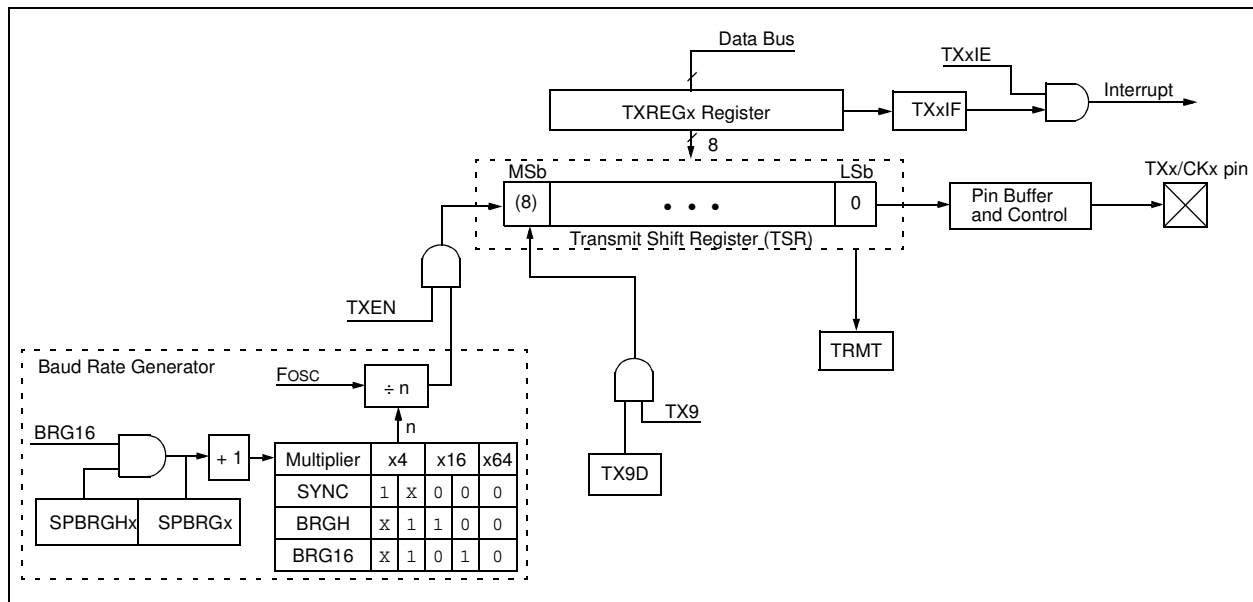 Data Bus
TXxIE
Interrupt
TXREGx Register
TXxIF
8
MSb
LSb
TXx/CKx pin
(8)
• • •
0
Pin Buffer
and Control
Transmit Shift Register (TSR)
TXEN
TRMT
Baud Rate Generator
FOSC
÷ n
TX9
n
BRG16
+ 1
TX9D
Multiplier x4 x16 x64
SYNC 1 X 0 0 0
BRGH X 1 1 0 0
BRG16 X 1 0 1 0
SPBRGHx SPBRGx